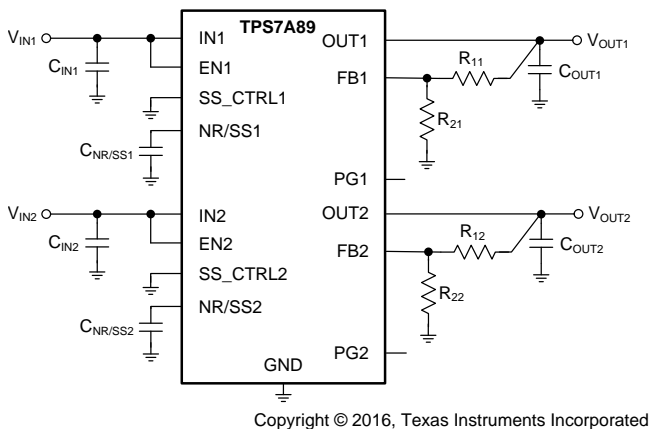 TPS7A89
V_IN1
IN1
OUT1
V_OUT1
C_IN1
EN1
FB1
R_11
C_OUT1
SS_CTRL1
R_21
C_NR/SS1
NR/SS1
PG1
V_IN2
IN2
OUT2
V_OUT2
C_IN2
EN2
FB2
R_12
C_OUT2
SS_CTRL2
R_22
C_NR/SS2
NR/SS2
PG2
GND
Copyright © 2016, Texas Instruments Incorporated